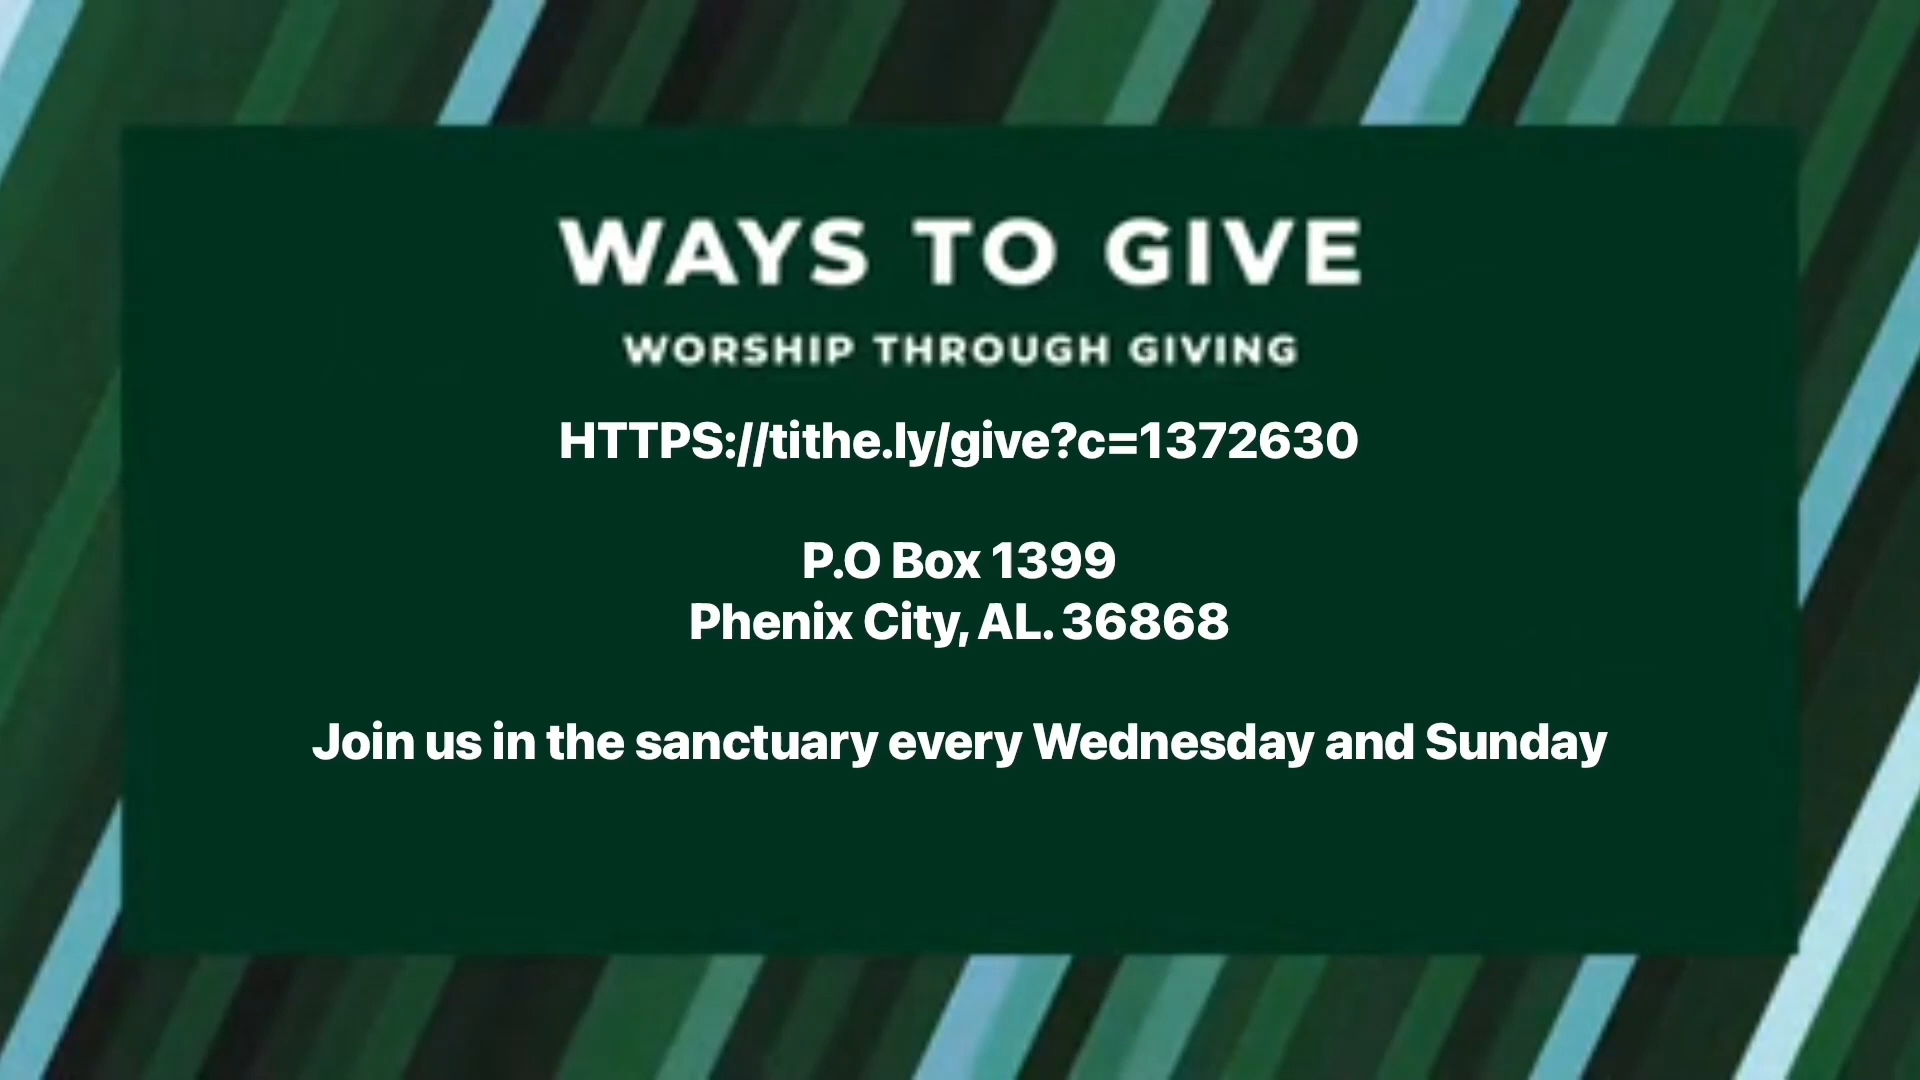 WAYS TO GIVE
WORSHIP THROUGH GIVING
HTTPS://tithe.ly/give?c=1372630
P.O Box 1399
Phenix City, AL. 36868
Join us in the sanctuary every Wednesday and Sunday